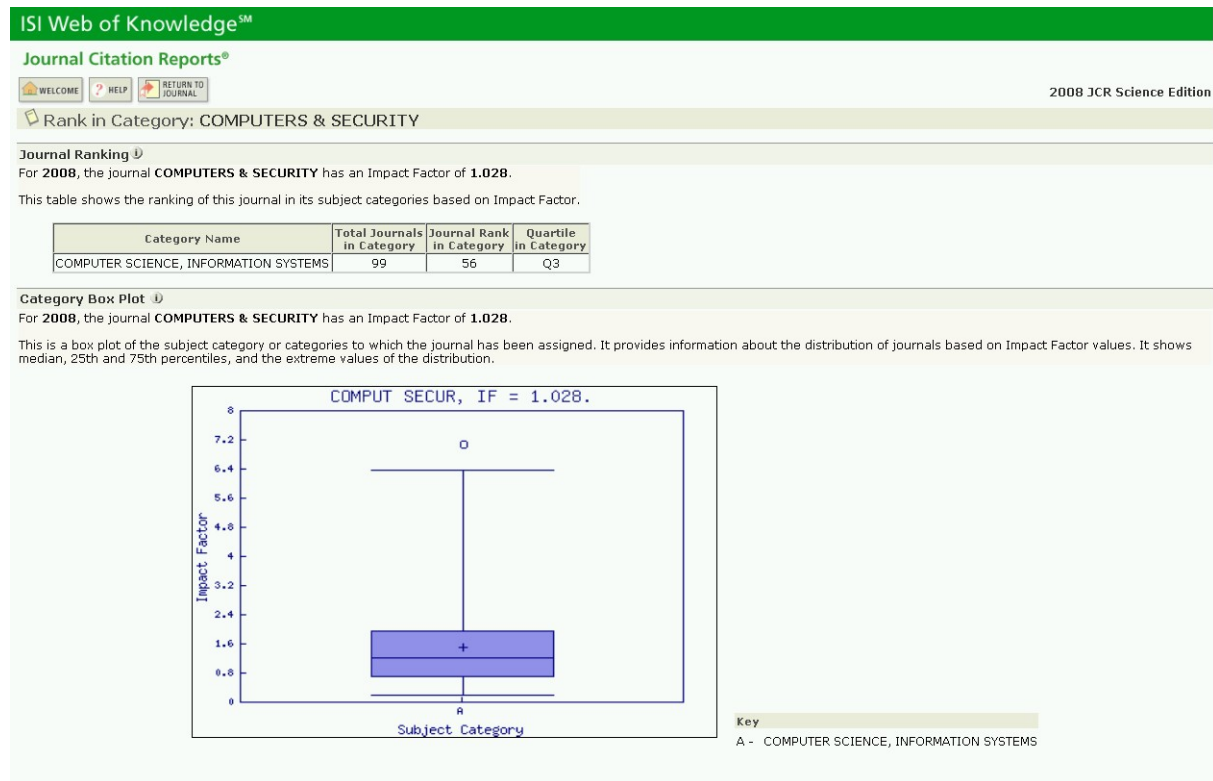 ISI Web of Knowledge℠
Journal Citation Reports®
WELCOME ? HELP RETURN TO JOURNAL
2008 JCR Science Edition
Rank in Category: COMPUTERS & SECURITY
Journal Ranking
For 2008, the journal COMPUTERS & SECURITY has an Impact Factor of 1.028.
This table shows the ranking of this journal in its subject categories based on Impact Factor.
Category Name Total Journals in Category Journal Rank in Category Quartile in Category
COMPUTER SCIENCE, INFORMATION SYSTEMS 99 56 Q3
Category Box Plot
For 2008, the journal COMPUTERS & SECURITY has an Impact Factor of 1.028.
This is a box plot of the subject category or categories to which the journal has been assigned. It provides information about the distribution of journals based on Impact Factor values. It shows
median, 25th and 75th percentiles, and the extreme values of the distribution.
COMPUT SECUR, IF = 1.028.
8
7.2
6.4
5.6
4.8
4
3.2
2.4
1.6
0.8
0
Impact Factor
A
Subject Category
Key
A - COMPUTER SCIENCE, INFORMATION SYSTEMS